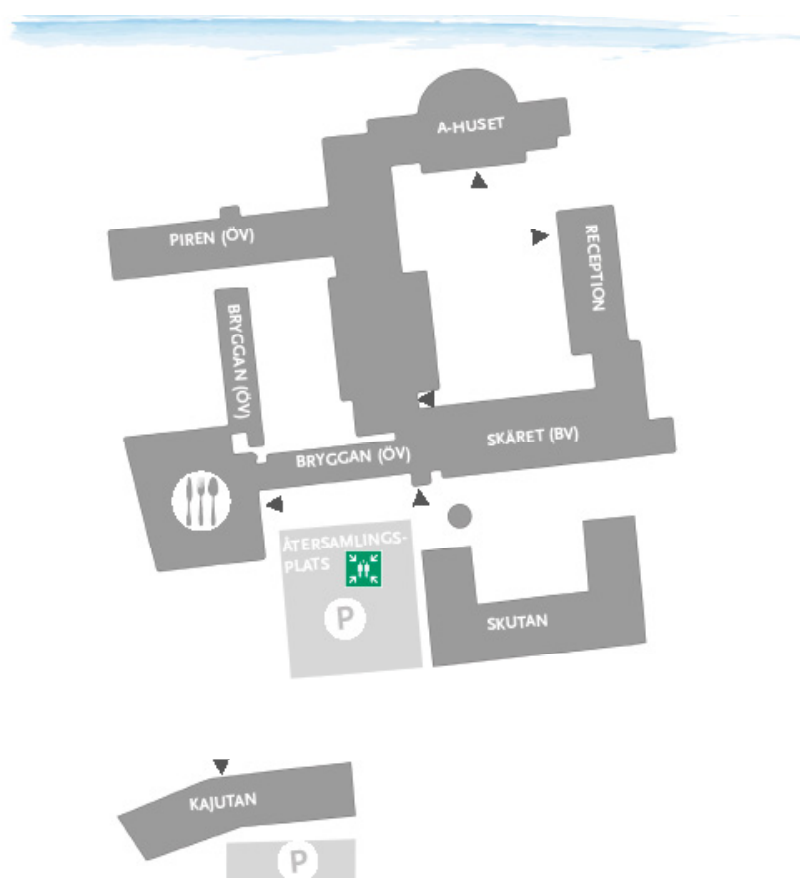 A-HUSET
PIREN (ÖV)
RECEPTION
BRYGGAN (ÖV)
SKÄRET (BV)
BRYGGAN (ÖV)
ÅTERSAMLINGS-
PLATS
P
SKUTAN
KAJUTAN
P